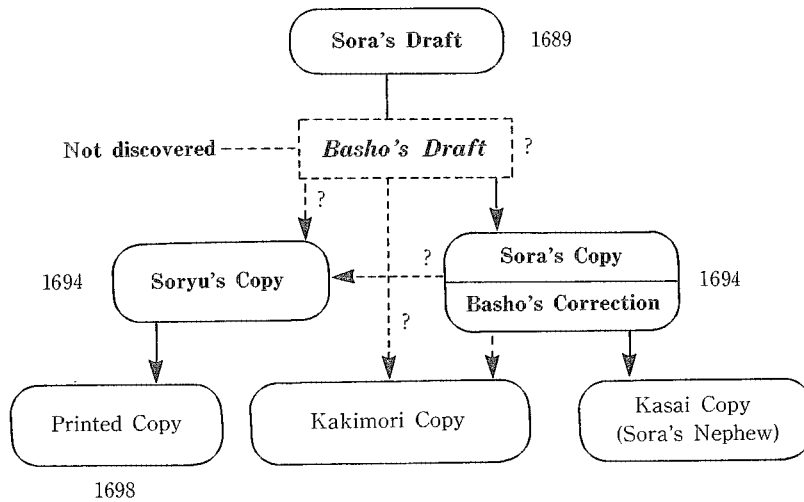 Sora's Draft 1689
Not discovered Basho's Draft ?
?
?
1694 Soryu's Copy Sora's Copy 1694
Basho's Correction
?
Printed Copy Kakimori Copy Kasai Copy
(Sora's Nephew)
1698